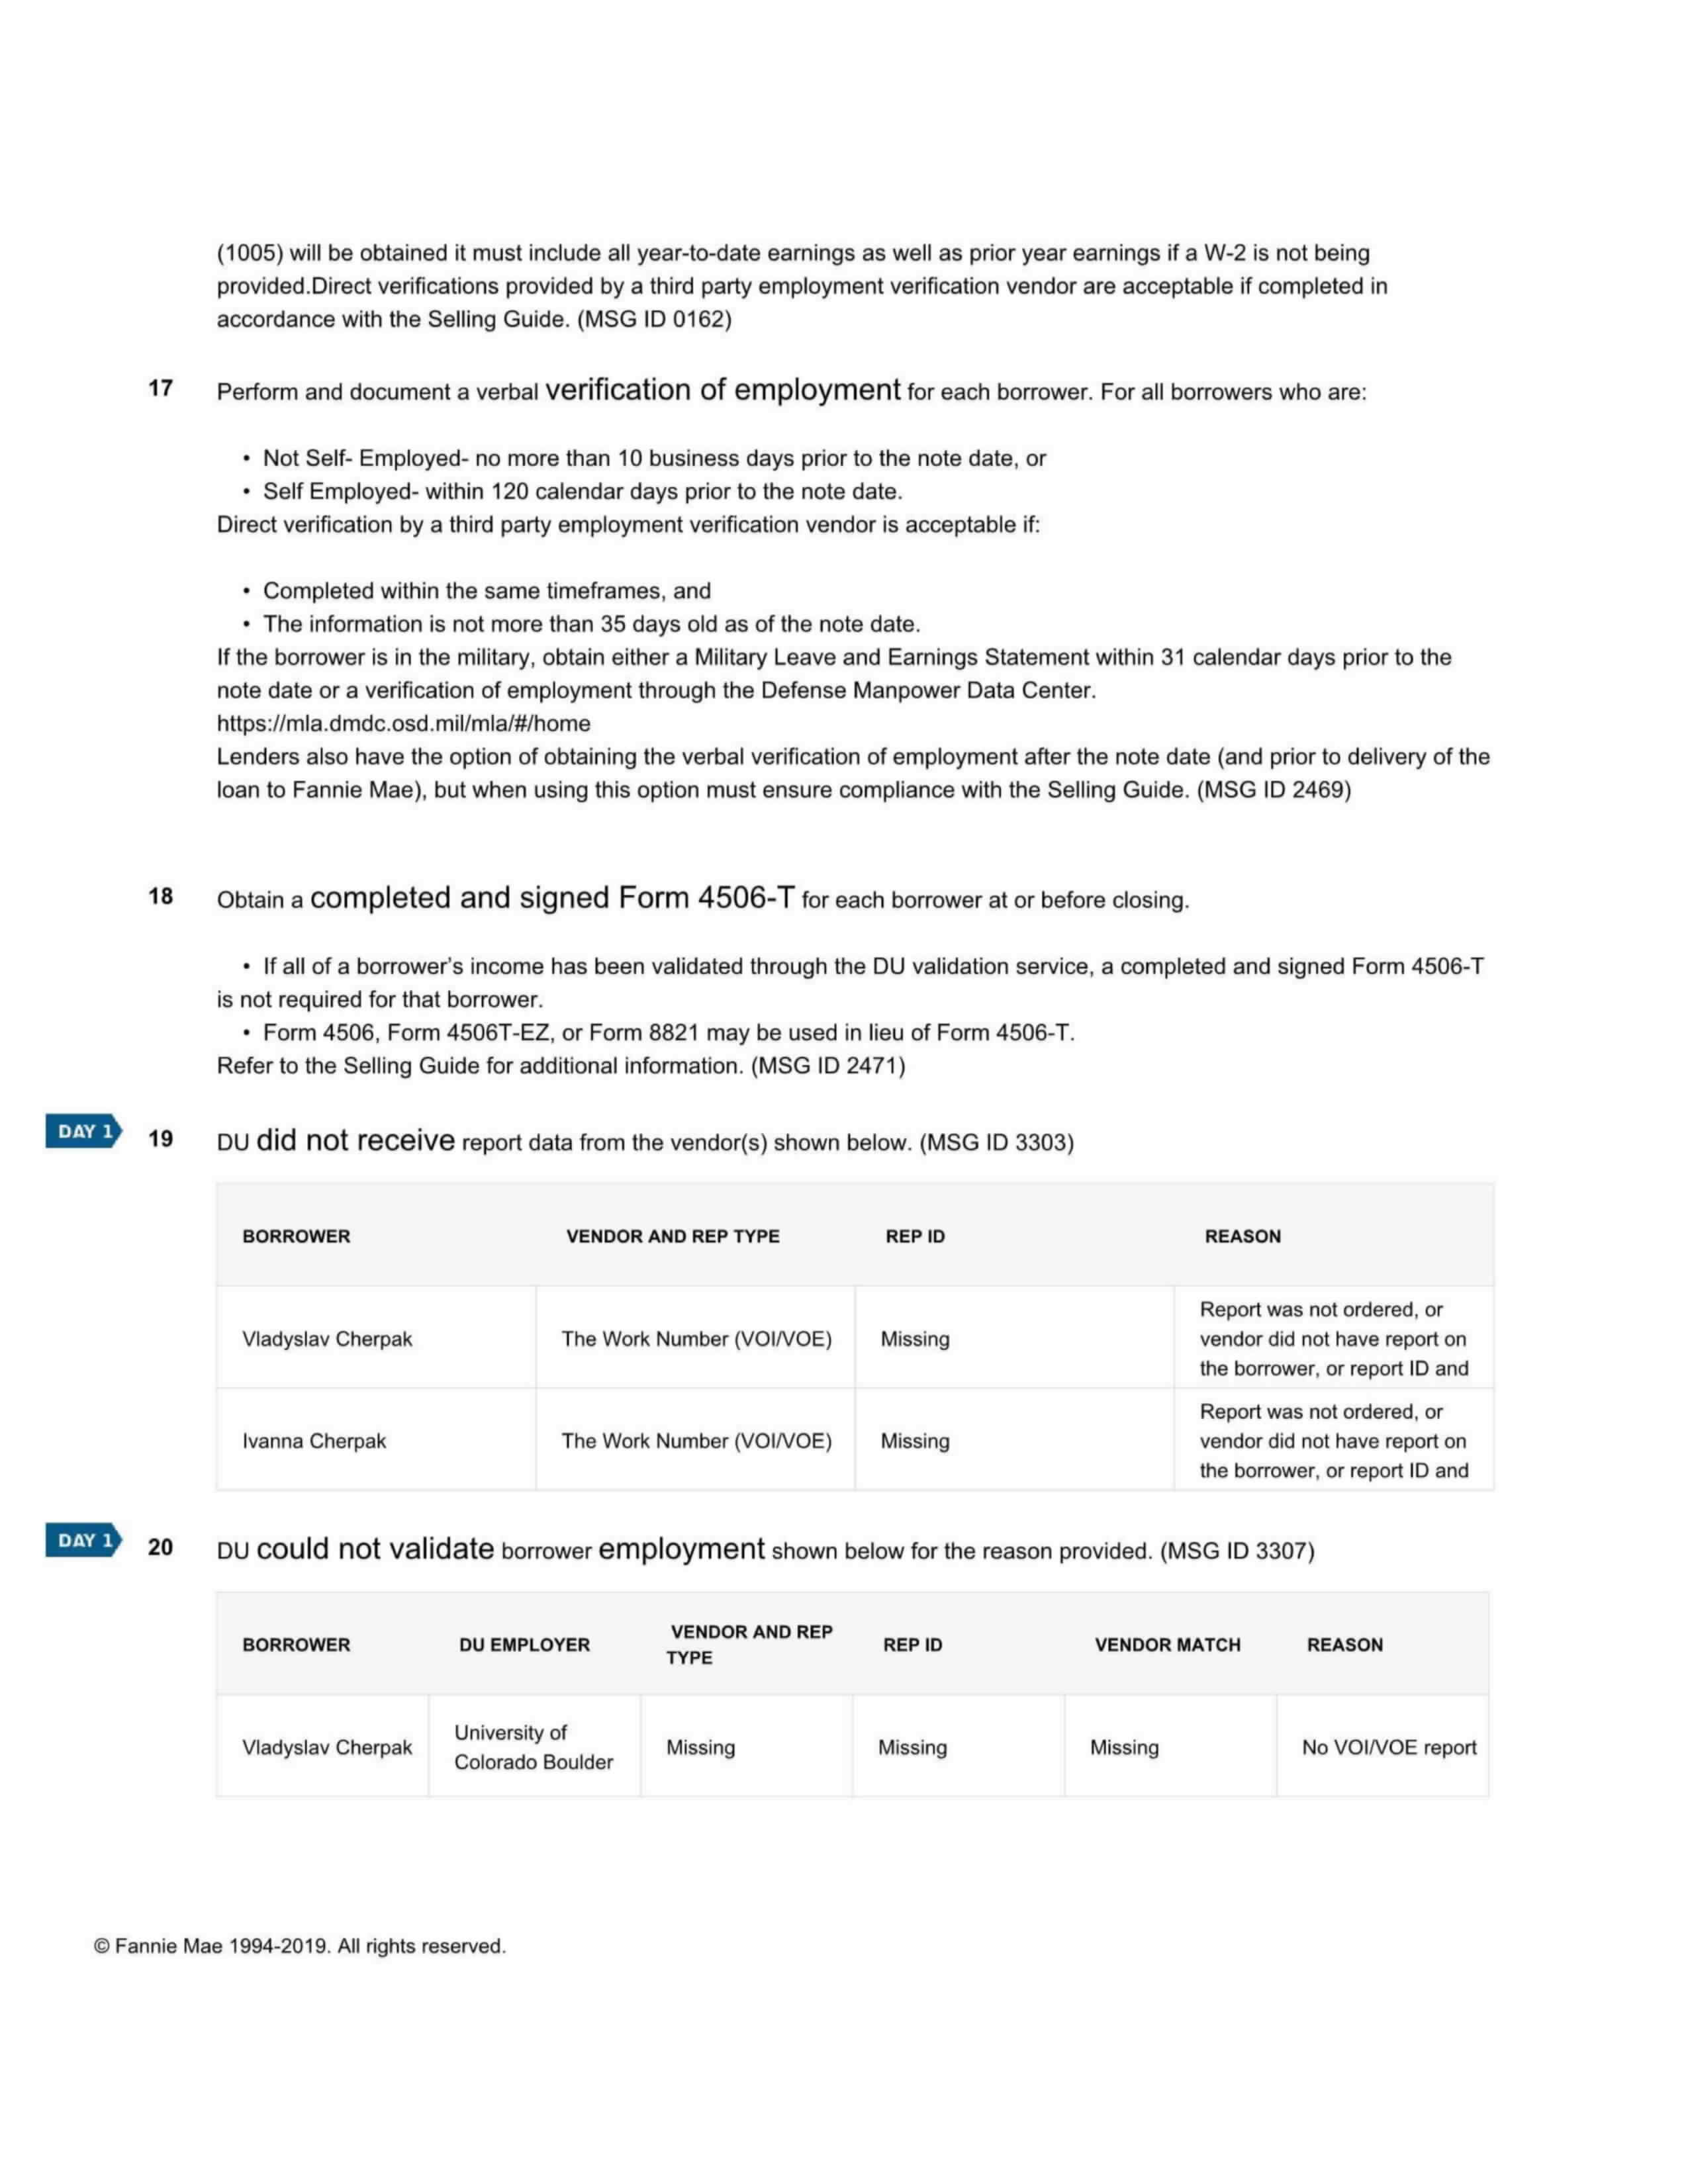 (1005) will be obtained it must include all year-to-date earnings as well as prior year earnings if a W-2 is not being
provided.Direct verifications provided by a third party employment verification vendor are acceptable if completed in
accordance with the Selling Guide. (MSG ID 0162)
17 Perform and document a verbal verification of employment for each borrower. For all borrowers who are:
• Not Self- Employed- no more than 10 business days prior to the note date, or
• Self Employed- within 120 calendar days prior to the note date.
Direct verification by a third party employment verification vendor is acceptable if:
• Completed within the same timeframes, and
• The information is not more than 35 days old as of the note date.
If the borrower is in the military, obtain either a Military Leave and Earnings Statement within 31 calendar days prior to the
note date or a verification of employment through the Defense Manpower Data Center.
https://mla.dmdc.osd.mil/mla/#/home
Lenders also have the option of obtaining the verbal verification of employment after the note date (and prior to delivery of the
loan to Fannie Mae), but when using this option must ensure compliance with the Selling Guide. (MSG ID 2469)
18 Obtain a completed and signed Form 4506-T for each borrower at or before closing.
• If all of a borrower's income has been validated through the DU validation service, a completed and signed Form 4506-T
is not required for that borrower.
• Form 4506, Form 4506T-EZ, or Form 8821 may be used in lieu of Form 4506-T.
Refer to the Selling Guide for additional information. (MSG ID 2471)
DAY 1 19 DU did not receive report data from the vendor(s) shown below. (MSG ID 3303)
BORROWER VENDOR AND REP TYPE REP ID REASON
Report was not ordered, or
Vladyslav Cherpak The Work Number (VOI/VOE) Missing vendor did not have report on
the borrower, or report ID and
Report was not ordered, or
Ivanna Cherpak The Work Number (VOI/VOE) Missing vendor did not have report on
the borrower, or report ID and
DAY 1 20 DU could not validate borrower employment shown below for the reason provided. (MSG ID 3307)
BORROWER DU EMPLOYER VENDOR AND REP TYPE REP ID VENDOR MATCH REASON
Vladyslav Cherpak University of Colorado Boulder Missing Missing Missing No VOI/VOE report
© Fannie Mae 1994-2019. All rights reserved.